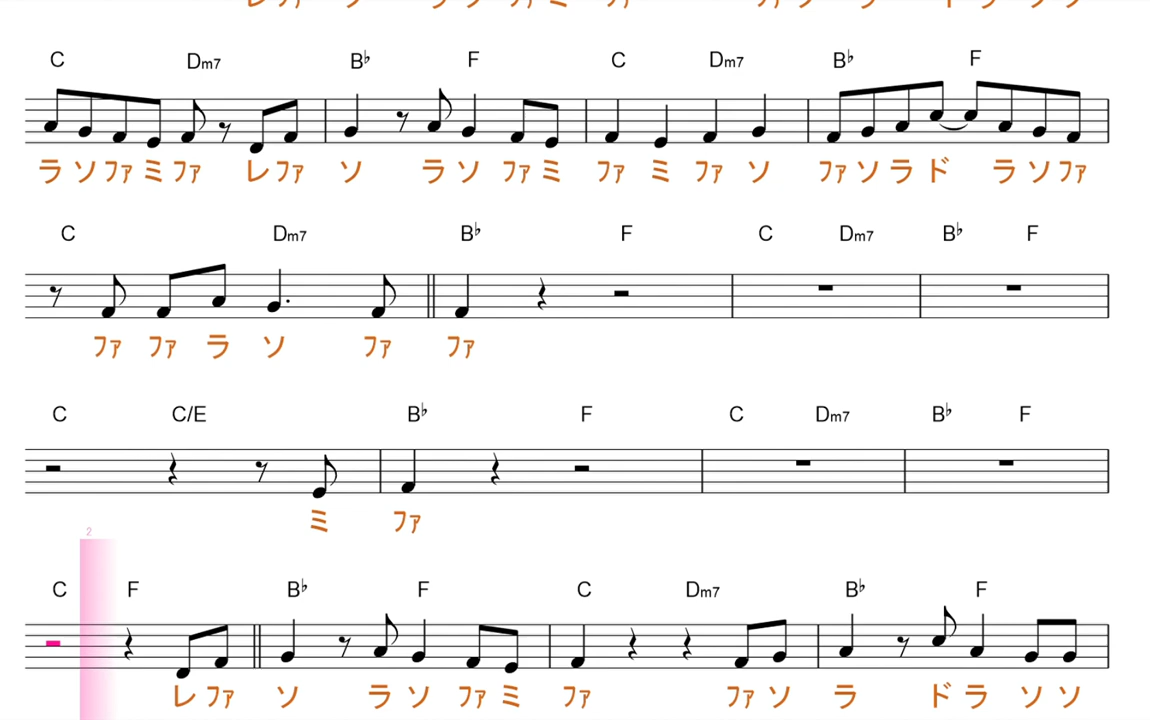 C Dm7 B♭ F C Dm7 B♭ F
ラ ソ ファ ミ ファ レ ファ ソ ラ ソ ファ ミ ファ ミ ファ ソ ファ ソ ラ ド ラ ソ ファ
C Dm7 B♭ F C Dm7 B♭ F
ファ ファ ラ ソ ファ ファ
C C/E B♭ F C Dm7 B♭ F
ミ ファ
2
C F B♭ F C Dm7 B♭ F
レ ファ ソ ラ ソ ファ ミ ファ ファ ソ ラ ド ラ ソ ソ